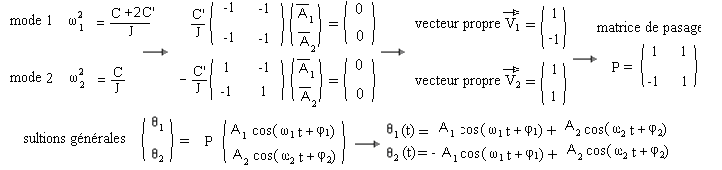 mode 1 ω₁² = (C+2C')/J → C'/J ( -1 -1 ; -1 -1 ) ( A̅₁ ; A̅₂ ) = ( 0 ; 0 ) → vecteur propre V⃗₁ = ( 1 ; -1 )
mode 2 ω₂² = C/J → - C'/J ( 1 -1 ; -1 1 ) ( A̅₁ ; A̅₂ ) = ( 0 ; 0 ) → vecteur propre V⃗₂ = ( 1 ; 1 )
→ matrice de pasage
P = ( 1 1 ; -1 1 )
sultions générales ( θ₁ ; θ₂ ) = P ( A₁ cos( ω₁ t + φ₁) ; A₂ cos( ω₂ t + φ₂) ) → θ₁(t) = A₁ cos( ω₁ t + φ₁) + A₂ cos( ω₂ t + φ₂)
θ₂ (t) = - A₁ cos( ω₁ t + φ₁) + A₂ cos( ω₂ t + φ₂)